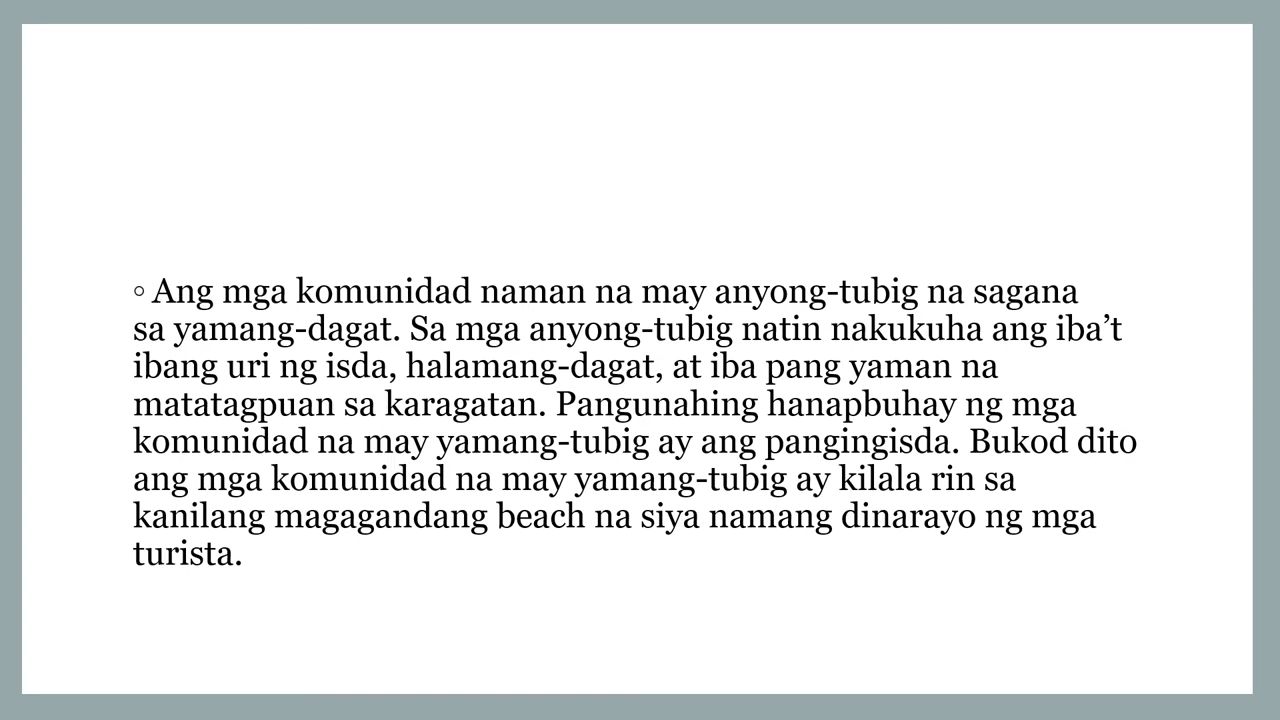 ◦ Ang mga komunidad naman na may anyong-tubig na sagana
sa yamang-dagat. Sa mga anyong-tubig natin nakukuha ang iba’t
ibang uri ng isda, halamang-dagat, at iba pang yaman na
matatagpuan sa karagatan. Pangunahing hanapbuhay ng mga
komunidad na may yamang-tubig ay ang pangingisda. Bukod dito
ang mga komunidad na may yamang-tubig ay kilala rin sa
kanilang magagandang beach na siya namang dinarayo ng mga
turista.